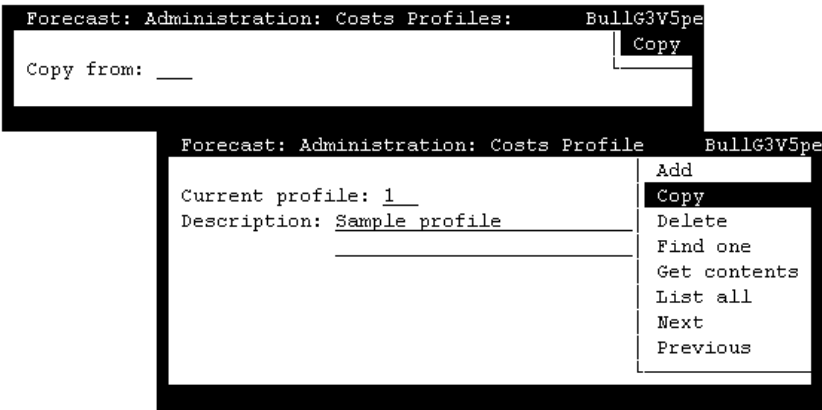 Forecast: Administration: Costs Profiles: BullG3V5pe
Copy
Copy from: ___
Forecast: Administration: Costs Profile BullG3V5pe
Add
Current profile: 1
Copy
Description: Sample profile
Delete
Find one
Get contents
List all
Next
Previous